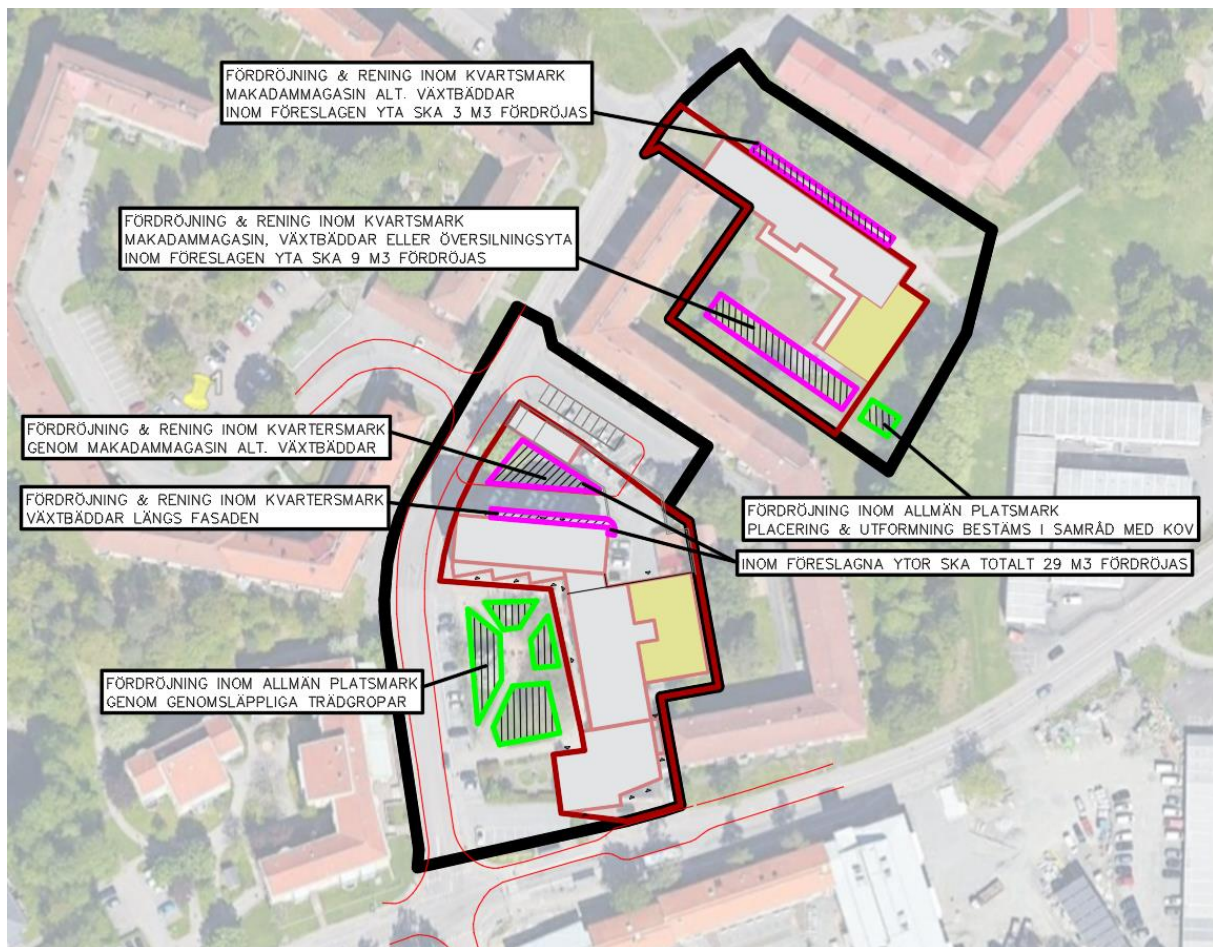 FÖRDRÖJNING & RENING INOM KVARTSMARK
MAKADAMMAGASIN ALT. VÄXTBÄDDAR
INOM FÖRESLAGEN YTA SKA 3 M3 FÖRDRÖJAS
FÖRDRÖJNING & RENING INOM KVARTSMARK
MAKADAMMAGASIN, VÄXTBÄDDAR ELLER ÖVERSILNINGSYTA
INOM FÖRESLAGEN YTA SKA 9 M3 FÖRDRÖJAS
FÖRDRÖJNING & RENING INOM KVARTERSMARK
GENOM MAKADAMMAGASIN ALT. VÄXTBÄDDAR
FÖRDRÖJNING & RENING INOM KVARTERSMARK
VÄXTBÄDDAR LÄNGS FASADEN
FÖRDRÖJNING INOM ALLMÄN PLATSMARK
PLACERING & UTFORMNING BESTÄMS I SAMRÅD MED KOV
INOM FÖRESLAGNA YTOR SKA TOTALT 29 M3 FÖRDRÖJAS
FÖRDRÖJNING INOM ALLMÄN PLATSMARK
GENOM GENOMSLÄPPLIGA TRÄDGROPAR